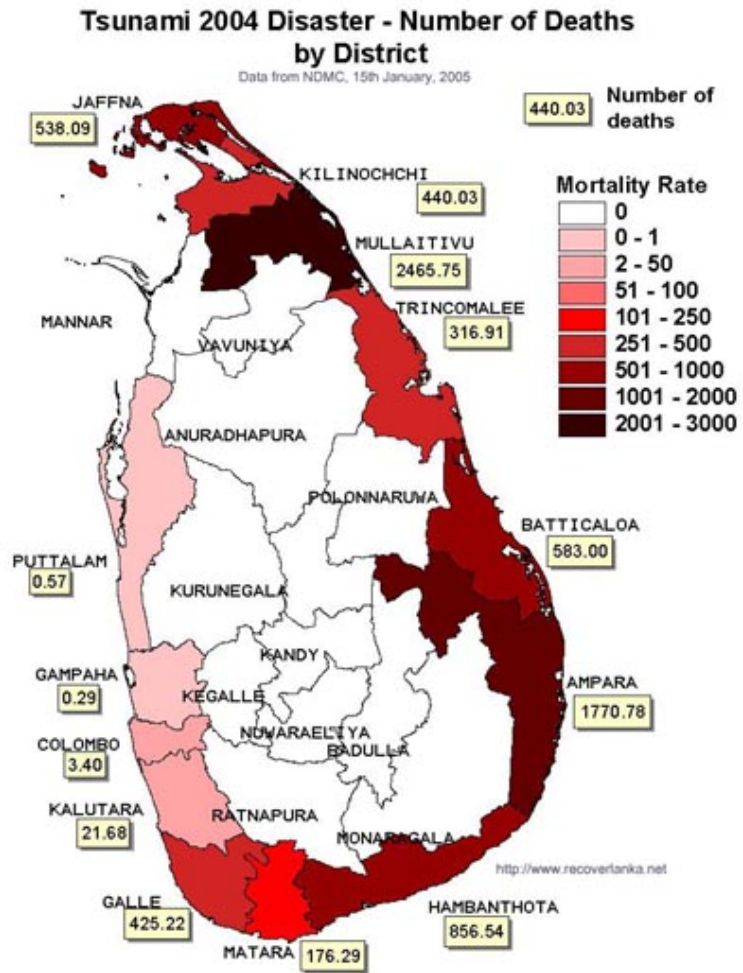 Tsunami 2004 Disaster - Number of Deaths
by District
Data from NDMC, 15th January, 2005
JAFFNA
538.09
440.03
Number of
deaths
KILINOCHCHI
440.03
Mortality Rate
0
0 - 1
2 - 50
51 - 100
101 - 250
251 - 500
501 - 1000
1001 - 2000
2001 - 3000
MULLAITIVU
2465.75
TRINCOMALEE
316.91
MANNAR
VAVUNIYA
ANURADHAPURA
POLONNARUWA
BATTICALOA
583.00
PUTTALAM
0.57
KURUNEGALA
KANDY
GAMPAHA
0.29
KEGALLE
AMPARA
1770.78
NUWARAELIYA
BADULLA
COLOMBO
3.40
KALUTARA
21.68
RATNAPURA
MONARAGALA
http://www.recoverlanka.net
GALLE
425.22
HAMBANTHOTA
856.54
MATARA
176.29